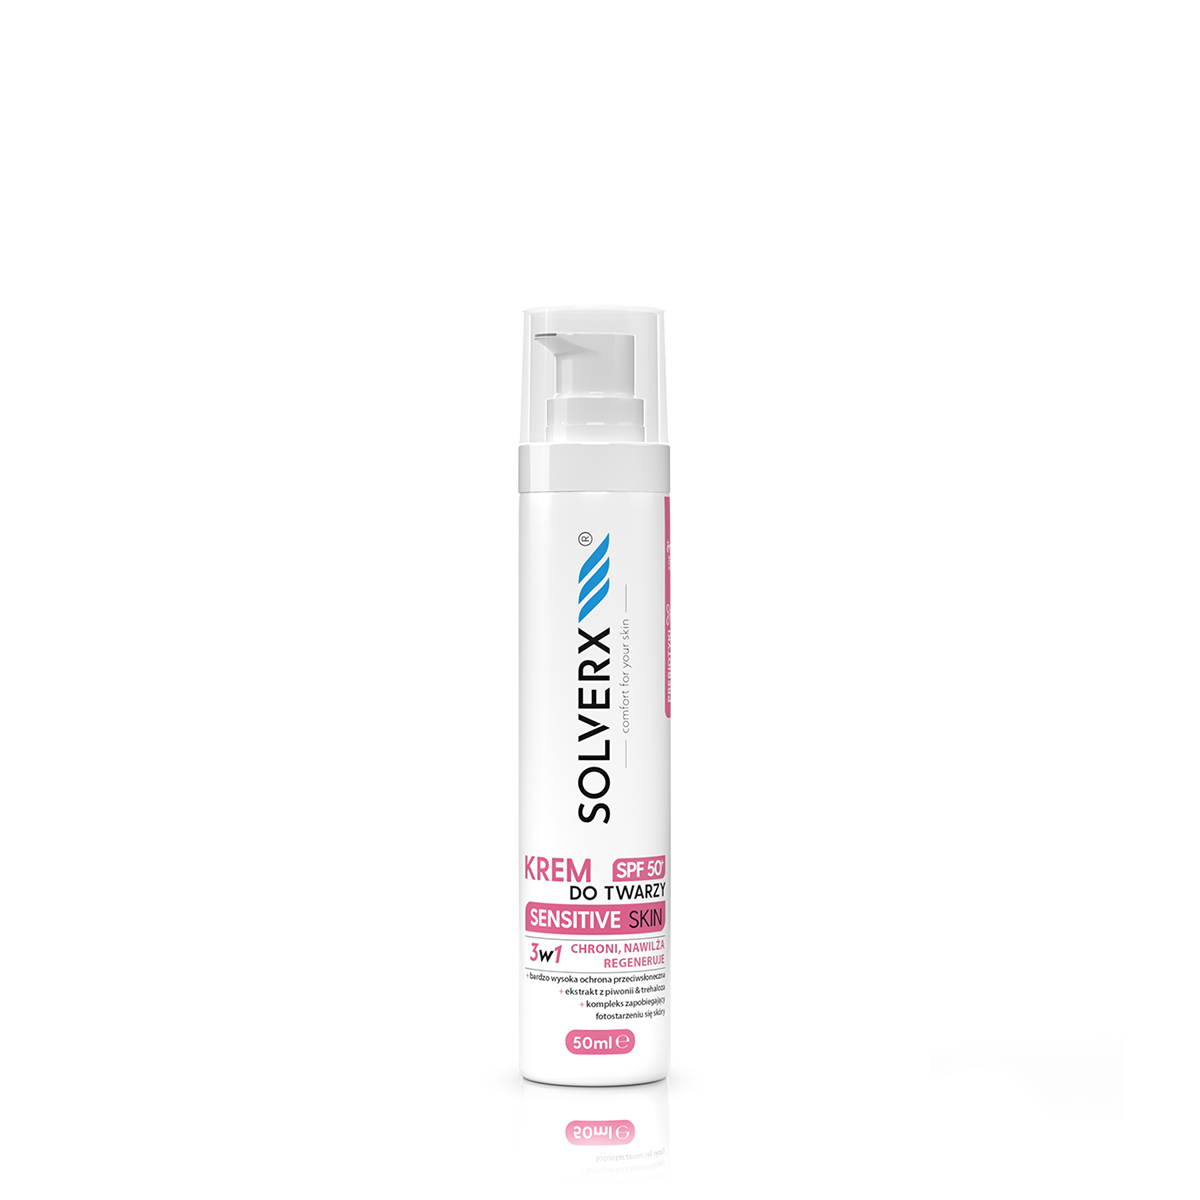 SOLVERX®
comfort for your skin
KREM SPF 50+
DO TWARZY
SENSITIVE SKIN
3w1 CHRONI, NAWILŻA
REGENERUJE
+ bardzo wysoka ochrona przeciwsłoneczna
+ ekstrakt z piwonii & trehaloza
+ kompleks zapobiegający
fotostarzeniu się skóry
50ml ℮